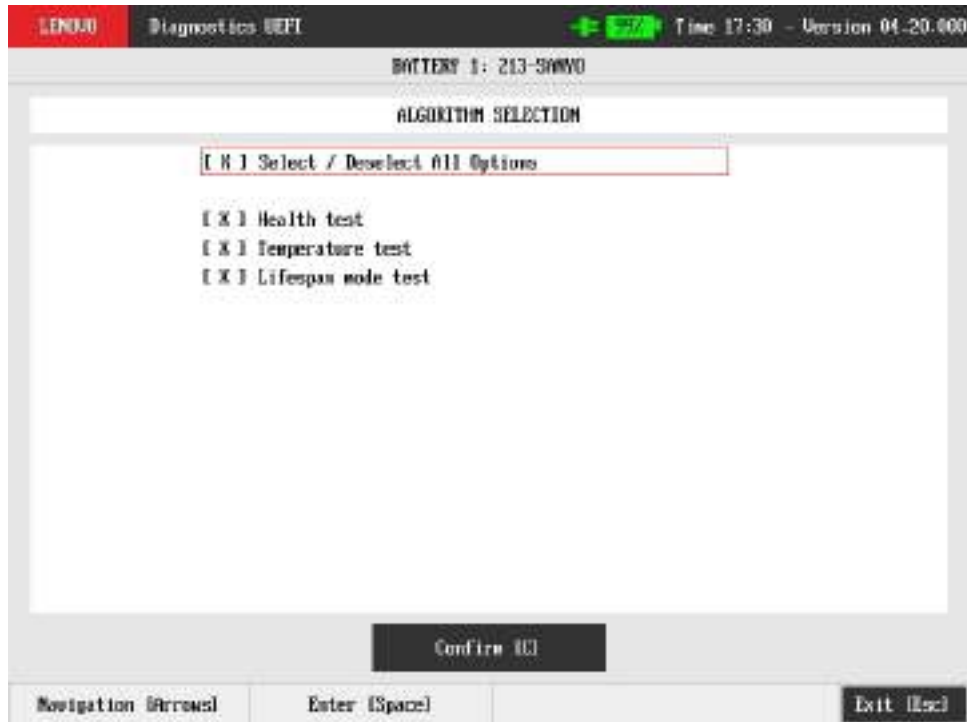 LENOVO Diagnostics UEFI 99% Time 17:30 - Version 04.20.000
BATTERY 1: 213-SANYO
ALGORITHM SELECTION
[ X ] Select / Deselect All Options
[ X ] Health test
[ X ] Temperature test
[ X ] Lifespan mode test
Confirm [C]
Navigation [Arrows] Enter [Space] Exit [Esc]